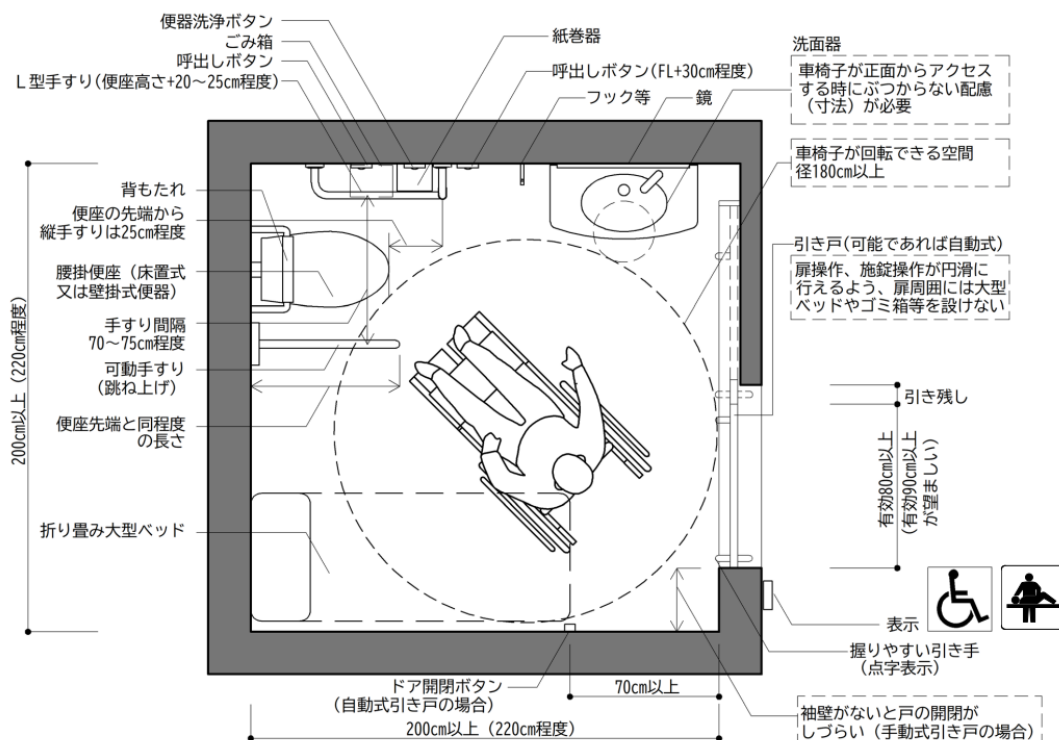 便器洗浄ボタン
ごみ箱
呼出しボタン
L型手すり(便座高さ+20～25cm程度)
紙巻器
呼出しボタン(FL+30cm程度)
フック等
鏡
洗面器
車椅子が正面からアクセス
する時にぶつからない配慮
(寸法)が必要
車椅子が回転できる空間
径180cm以上
背もたれ
便座の先端から
縦手すりは25cm程度
腰掛便座(床置式
又は壁掛式便器)
手すり間隔
70～75cm程度
可動手すり
(跳ね上げ)
便座先端と同程度
の長さ
折り畳み大型ベッド
200cm以上(220cm程度)
引き戸(可能であれば自動式)
扉操作、施錠操作が円滑に
行えるよう、扉周囲には大型
ベッドやゴミ箱等を設けない
引き残し
有効80cm以上
(有効90cm以上
が望ましい)
表示
握りやすい引き手
(点字表示)
ドア開閉ボタン
(自動式引き戸の場合)
70cm以上
200cm以上(220cm程度)
袖壁がないと戸の開閉が
しづらい(手動式引き戸の場合)